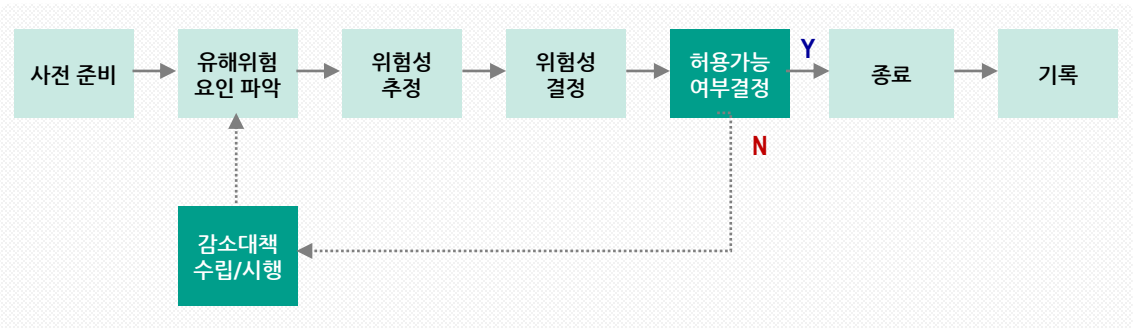 사전 준비
유해위험
요인 파악
위험성
추정
위험성
결정
허용가능
여부결정
Y
종료
기록
N
감소대책
수립/시행